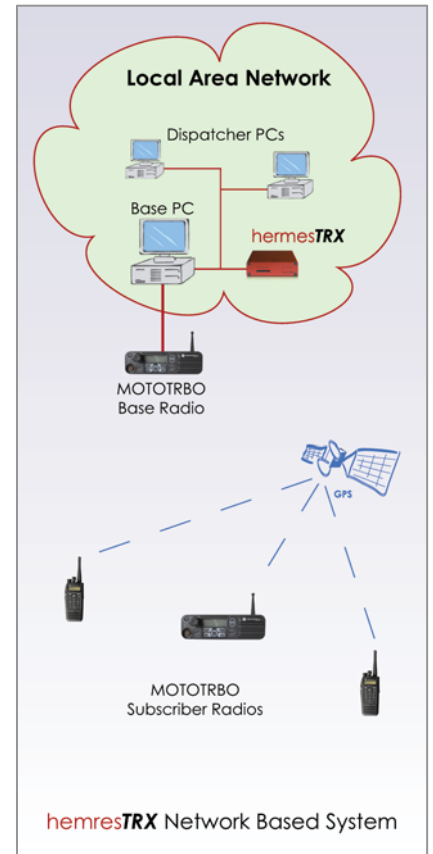 Local Area Network
Dispatcher PCs
Base PC
hermesTRX
MOTOTRBO
Base Radio
GPS
MOTOTRBO
Subscriber Radios
hemresTRX Network Based System